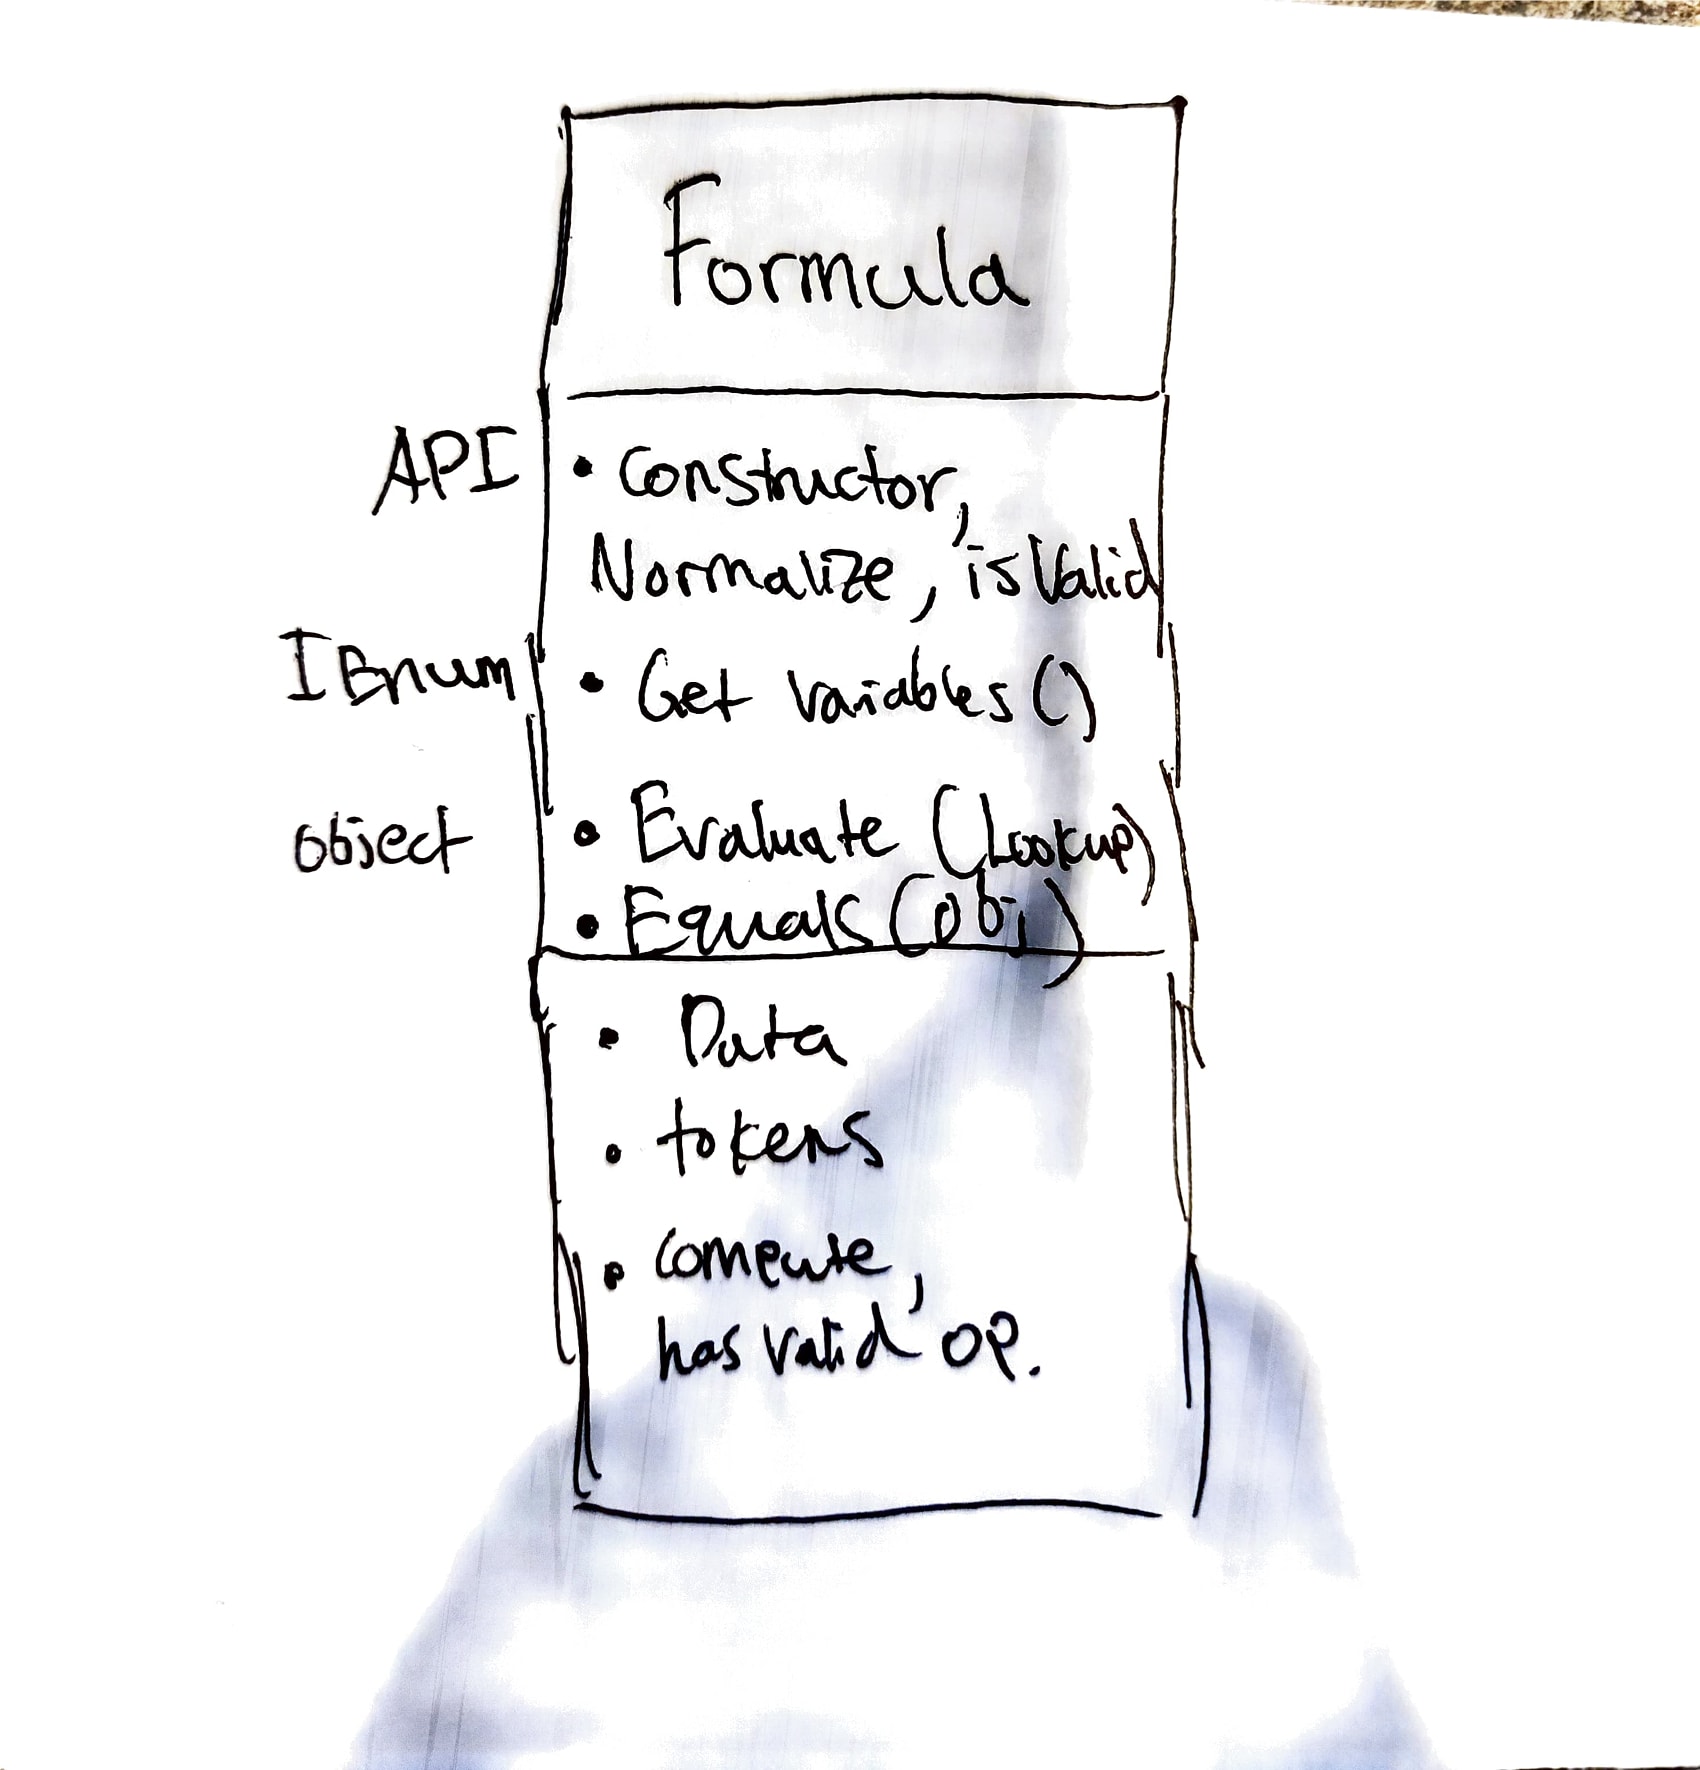 Formula
API
• Constructor,
Normalize, isValid
IEnum
• Get variables()
object
• Evaluate (Lookup)
• Equals (obj)
• Data
• tokens
• compute,
has valid op.